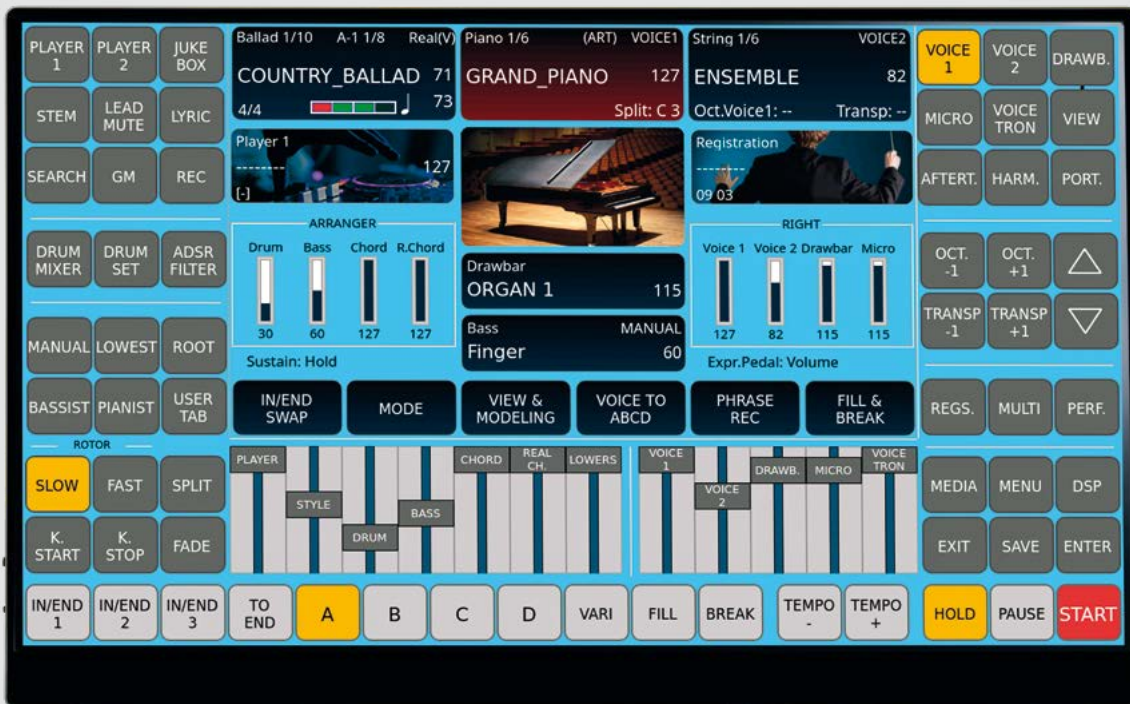 PLAYER 1
PLAYER 2
JUKE BOX
STEM
LEAD MUTE
LYRIC
SEARCH
GM
REC
DRUM MIXER
DRUM SET
ADSR FILTER
MANUAL
LOWEST
ROOT
BASSIST
PIANIST
USER TAB
ROTOR
SLOW
FAST
SPLIT
K. START
K. STOP
FADE
Ballad 1/10 A-1 1/8 Real(V)
COUNTRY_BALLAD 71
4/4 73
Piano 1/6 (ART) VOICE1
GRAND_PIANO 127
Split: C 3
String 1/6 VOICE2
ENSEMBLE 82
Oct.Voice1: -- Transp: --
Player 1
------- 127
[-]
Registration
-------
09 03
ARRANGER
Drum Bass Chord R.Chord
30 60 127 127
Sustain: Hold
Drawbar
ORGAN 1 115
Bass MANUAL
Finger 60
RIGHT
Voice 1 Voice 2 Drawbar Micro
127 82 115 115
Expr.Pedal: Volume
IN/END SWAP
MODE
VIEW & MODELING
VOICE TO ABCD
PHRASE REC
FILL & BREAK
PLAYER
STYLE
DRUM
BASS
CHORD
REAL CH.
LOWERS
VOICE 1
VOICE 2
DRAWB.
MICRO
VOICE TRON
VOICE 1
VOICE 2
DRAWB.
MICRO
VOICE TRON
VIEW
AFTERT.
HARM.
PORT.
OCT. -1
OCT. +1
TRANSP -1
TRANSP +1
REGS.
MULTI
PERF.
MEDIA
MENU
DSP
EXIT
SAVE
ENTER
IN/END 1
IN/END 2
IN/END 3
TO END
A
B
C
D
VARI
FILL
BREAK
TEMPO -
TEMPO +
HOLD
PAUSE
START